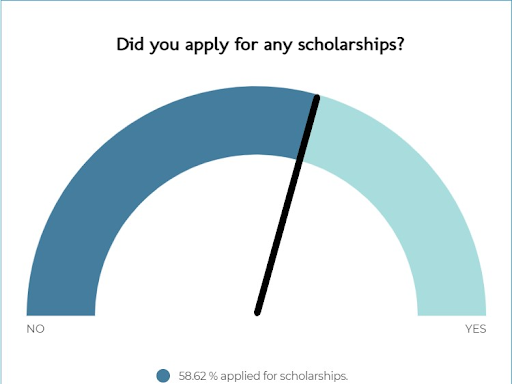 Did you apply for any scholarships?
NO
YES
58.62 % applied for scholarships.